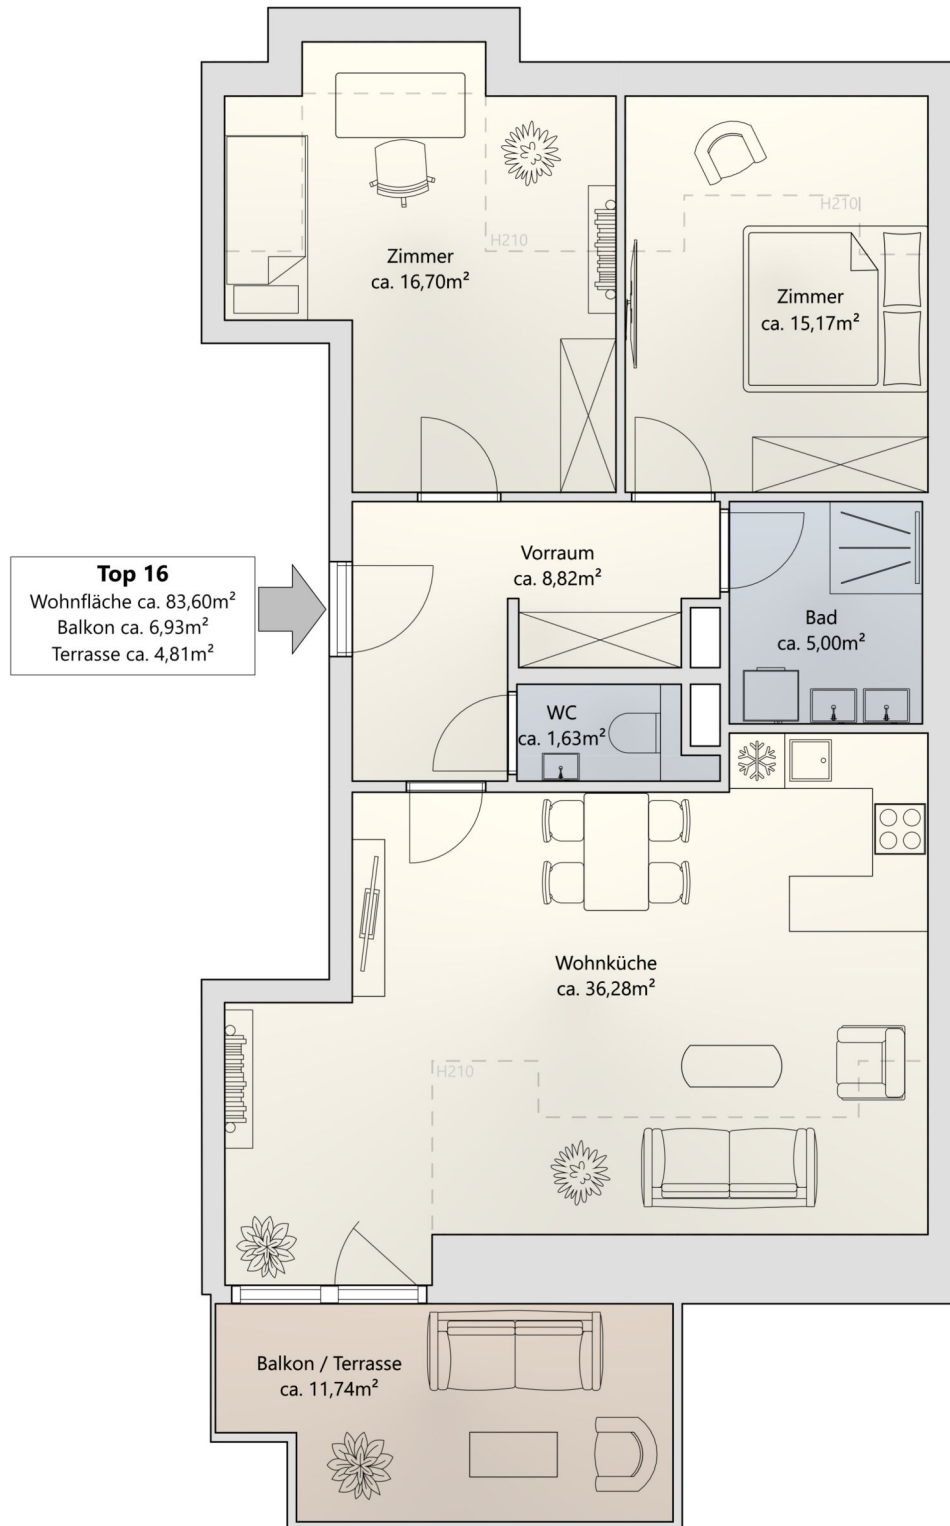 Zimmer
ca. 16,70m²
H210
H210
Zimmer
ca. 15,17m²
Top 16
Wohnfläche ca. 83,60m²
Balkon ca. 6,93m²
Terrasse ca. 4,81m²
Vorraum
ca. 8,82m²
Bad
ca. 5,00m²
WC
ca. 1,63m²
Wohnküche
ca. 36,28m²
H210
Balkon / Terrasse
ca. 11,74m²